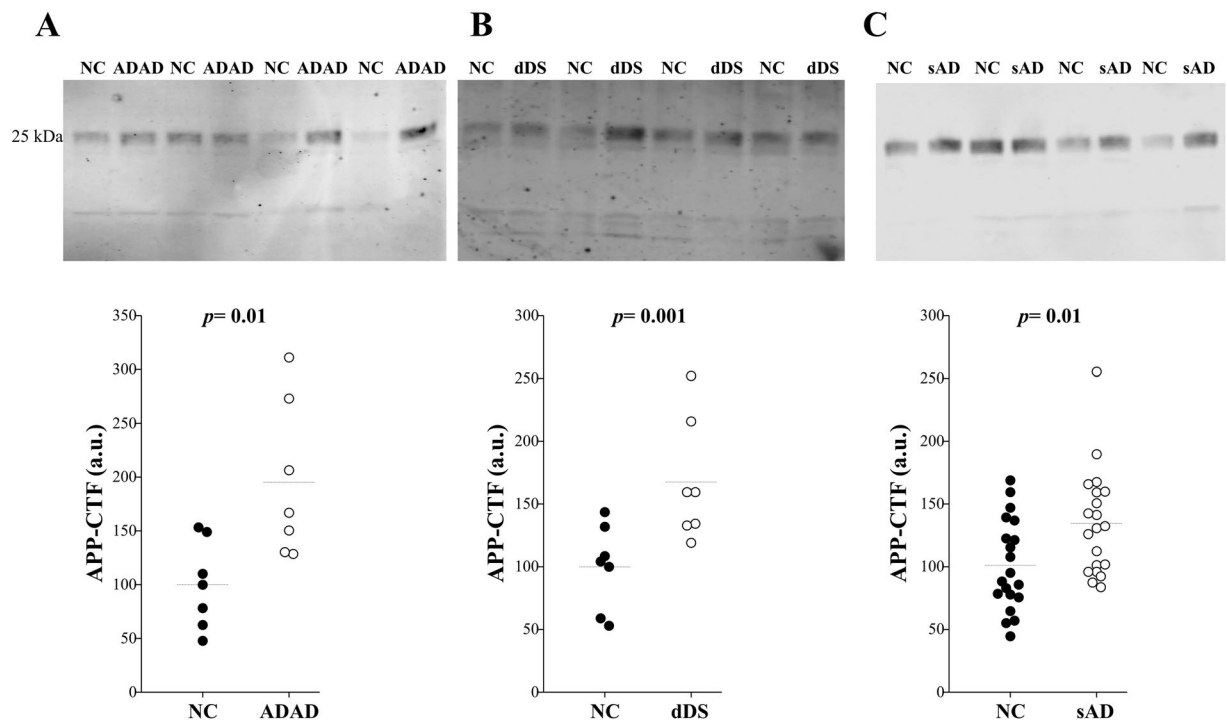 A
B
C
NC ADAD NC ADAD NC ADAD NC ADAD
NC dDS NC dDS NC dDS NC dDS
NC sAD NC sAD NC sAD NC sAD
25 kDa
p= 0.01
APP-CTF (a.u.)
350
300
250
200
150
100
50
0
NC ADAD
p= 0.001
APP-CTF (a.u.)
300
250
200
150
100
50
0
NC dDS
p= 0.01
APP-CTF (a.u.)
300
250
200
150
100
50
0
NC sAD